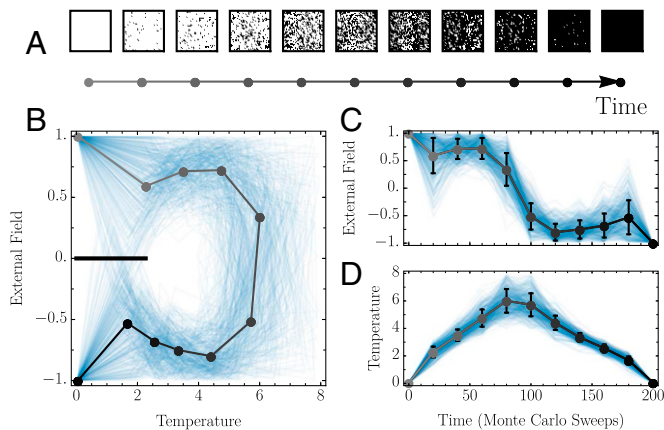 A
Time
B
C
1.
0.5
0.
−0.5
−1.
External Field
0
2
4
6
8
Temperature
1.
0.5
0.
−0.5
−1.
External Field
D
8
6
4
2
0
Temperature
0
50
100
150
200
Time (Monte Carlo Sweeps)